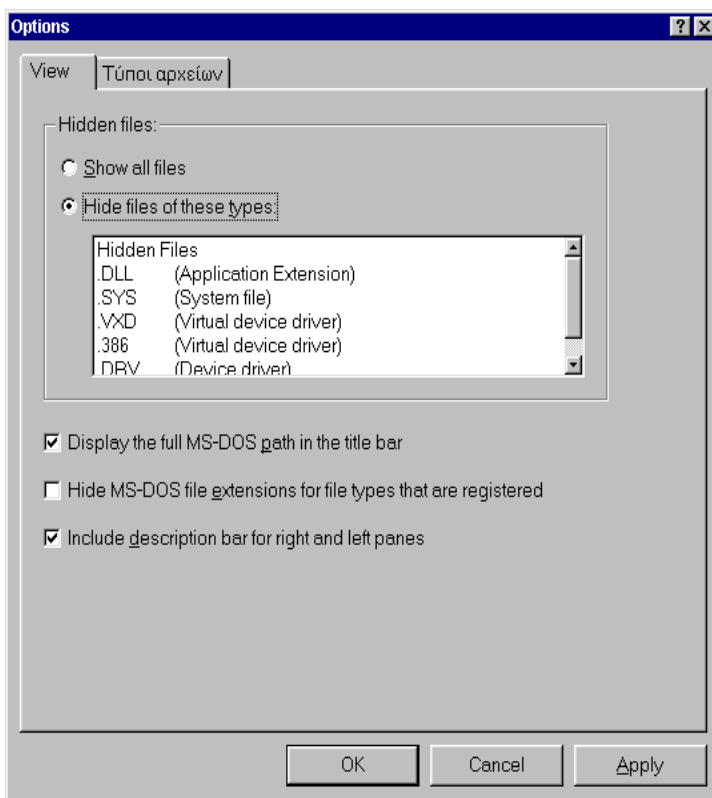 Options
View Τύποι αρχείων
Hidden files:
Show all files
Hide files of these types:
Hidden Files
.DLL (Application Extension)
.SYS (System file)
.VXD (Virtual device driver)
.386 (Virtual device driver)
.DRV (Device driver)
Display the full MS-DOS path in the title bar
Hide MS-DOS file extensions for file types that are registered
Include description bar for right and left panes
OK Cancel Apply